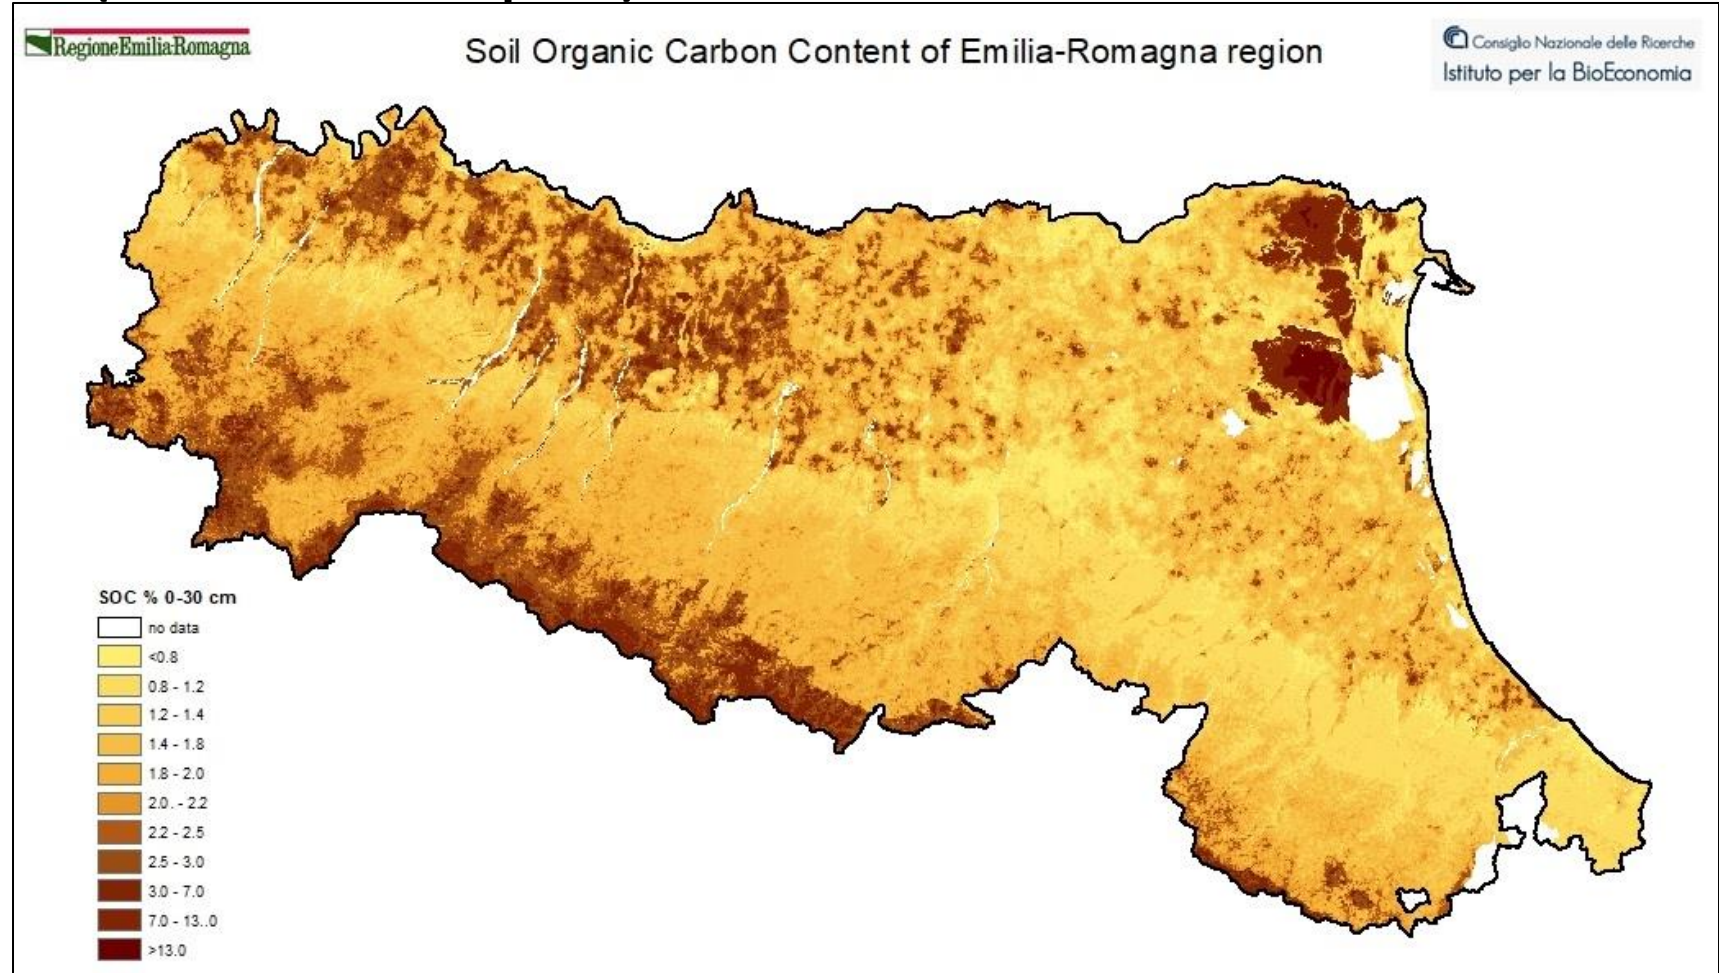 RegioneEmilia-Romagna
Soil Organic Carbon Content of Emilia-Romagna region
Consiglio Nazionale delle Ricerche
Istituto per la BioEconomia
SOC % 0-30 cm
no data
<0.8
0.8 - 1.2
1.2 - 1.4
1.4 - 1.8
1.8 - 2.0
2.0. - 2.2
2.2 - 2.5
2.5 - 3.0
3.0 - 7.0
7.0 - 13..0
>13.0